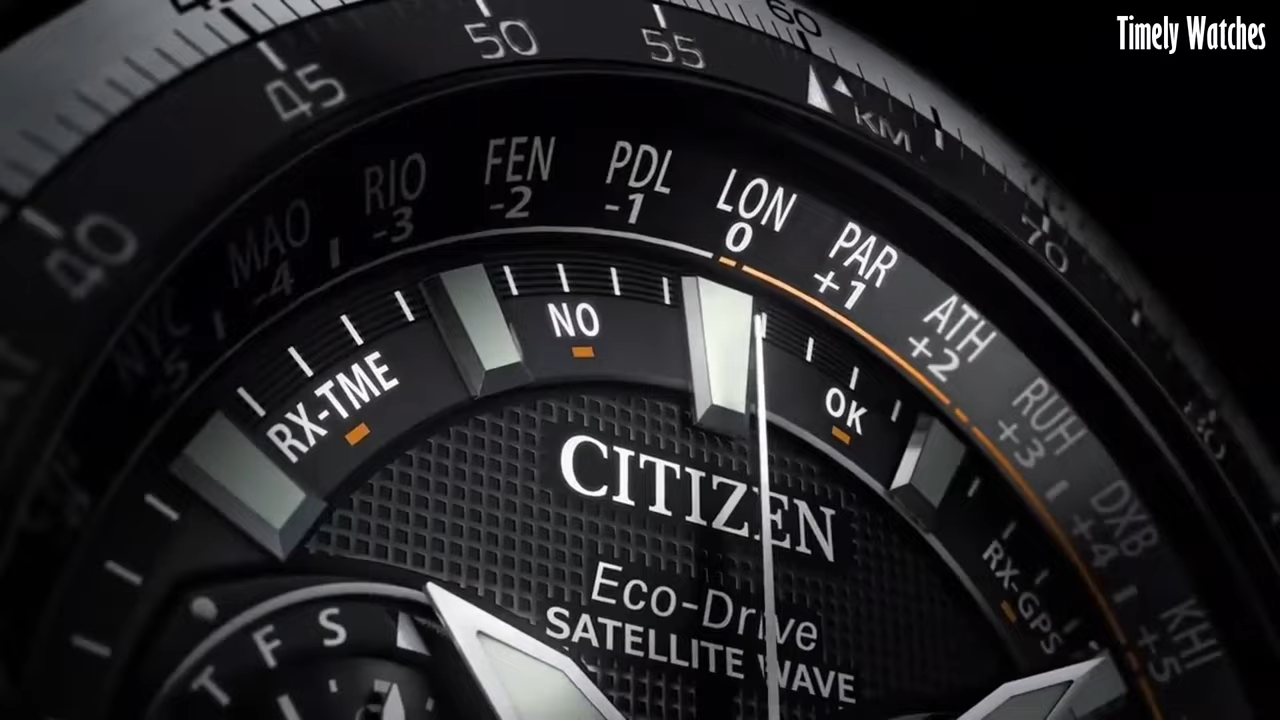 Timely Watches
40 45 50 55 60 70
KM
NYC -5 MAO -4 RIO -3 FEN -2 PDL -1 LON 0 PAR +1 ATH +2 RUH +3 DXB +4 KHI +5
RX-TME NO OK RX-GPS
CITIZEN
Eco-Drive
SATELLITE WAVE
T F S